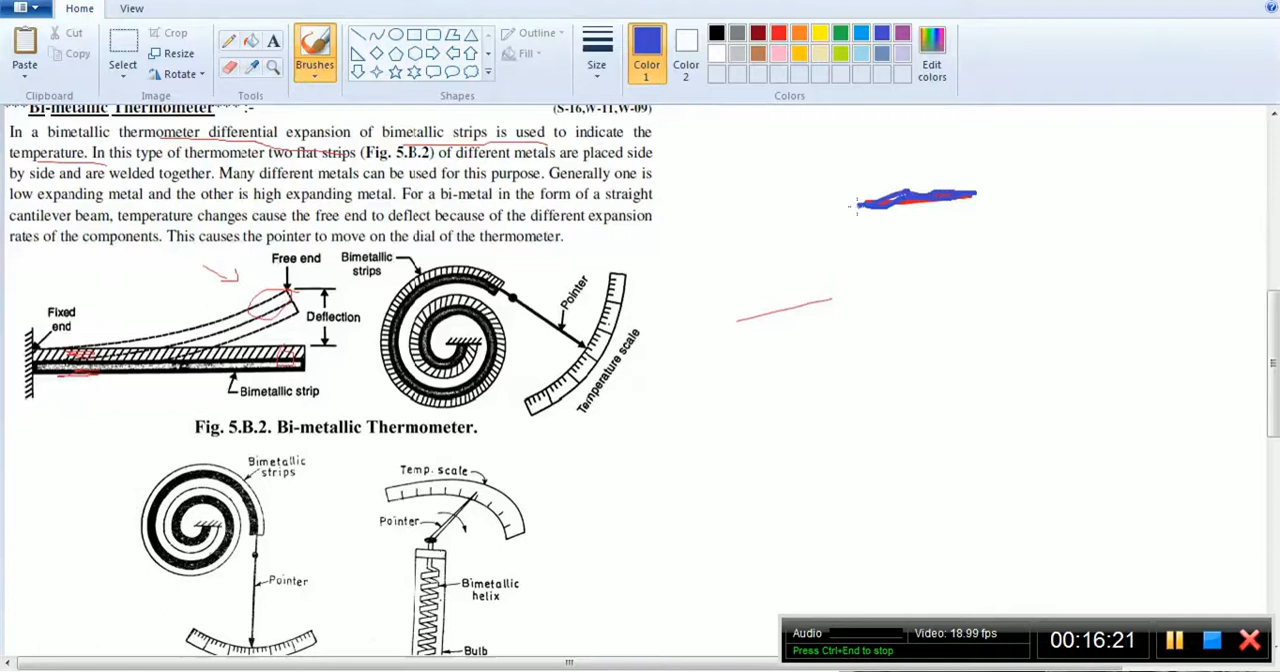 Home
View
Paste
Cut
Copy
Clipboard
Select
Crop
Resize
Rotate
Image
A
Tools
Brushes
Shapes
Outline
Fill
Size
Color 1
Color 2
Edit colors
Colors
***Bi-metallic Thermometer*** :- (S-16,W-11,W-09)
In a bimetallic thermometer differential expansion of bimetallic strips is used to indicate the
temperature. In this type of thermometer two flat strips (Fig. 5.B.2) of different metals are placed side
by side and are welded together. Many different metals can be used for this purpose. Generally one is
low expanding metal and the other is high expanding metal. For a bi-metal in the form of a straight
cantilever beam, temperature changes cause the free end to deflect because of the different expansion
rates of the components. This causes the pointer to move on the dial of the thermometer.
Free end
Fixed
end
Deflection
Bimetallic strip
Bimetallic
strips
Pointer
Temperature scale
Fig. 5.B.2. Bi-metallic Thermometer.
Bimetallic
strips
Pointer
Temp. scale
Pointer
Bimetallic
helix
Bulb
Audio
Video: 18.99 fps
Press Ctrl+End to stop
00:16:21